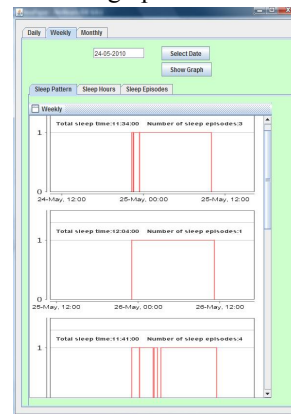 Daily Weekly Monthly
24-05-2010 Select Date
Show Graph
Sleep Pattern Sleep Hours Sleep Episodes
Weekly
Total sleep time:11:34:00 Number of sleep episodes:3
1
0
24-May, 12:00 25-May, 00:00 25-May, 12:00
Total sleep time:12:04:00 Number of sleep episodes:1
1
0
25-May, 12:00 26-May, 00:00 26-May, 12:00
Total sleep time:11:41:00 Number of sleep episodes:4
1